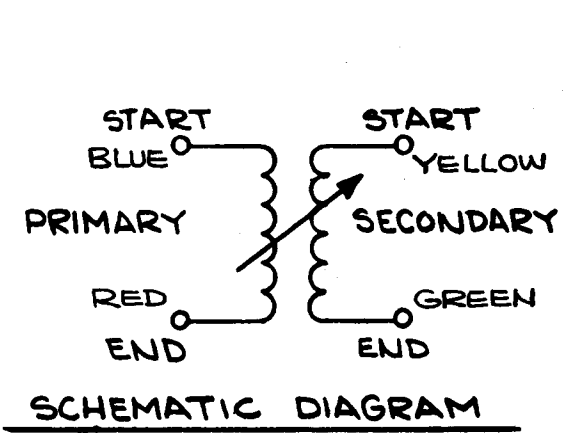 START START
BLUE YELLOW
PRIMARY SECONDARY
RED GREEN
END END
SCHEMATIC DIAGRAM